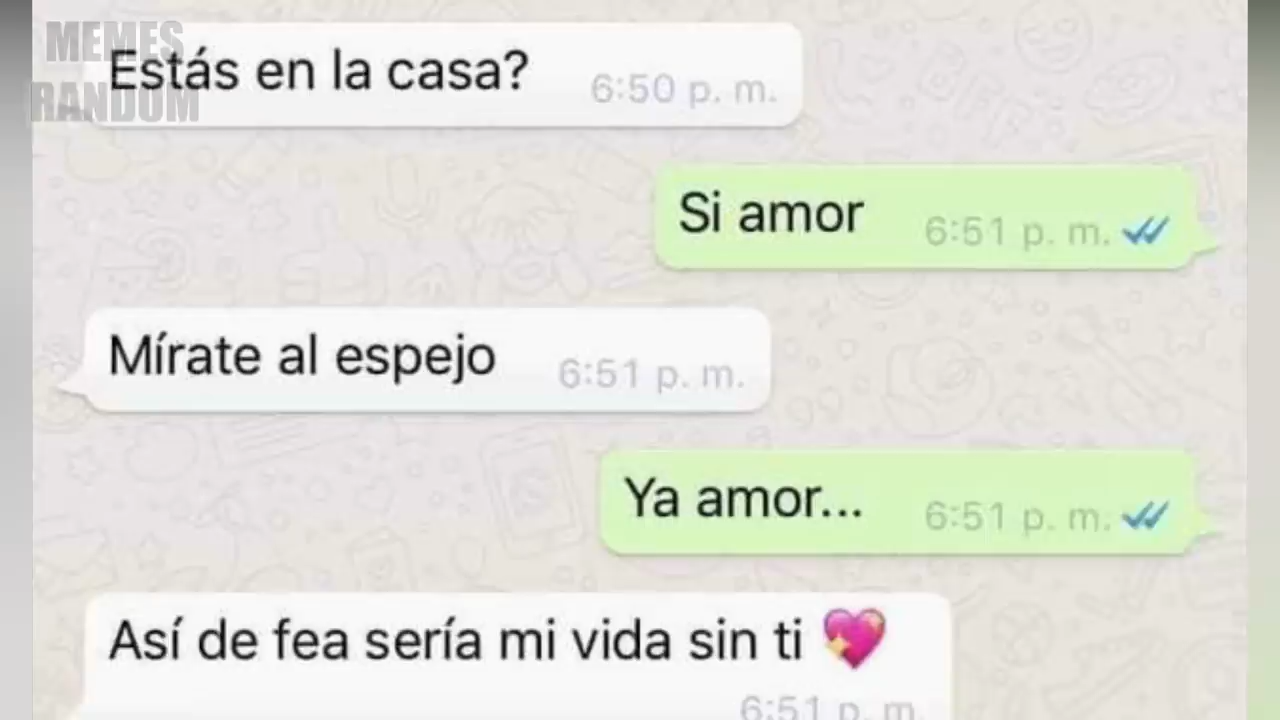 MEMES
RANDOM
Estás en la casa?
6:50 p. m.
Si amor
6:51 p. m.
Mírate al espejo
6:51 p. m.
Ya amor...
6:51 p. m.
Así de fea sería mi vida sin ti 💖
6:51 p. m.